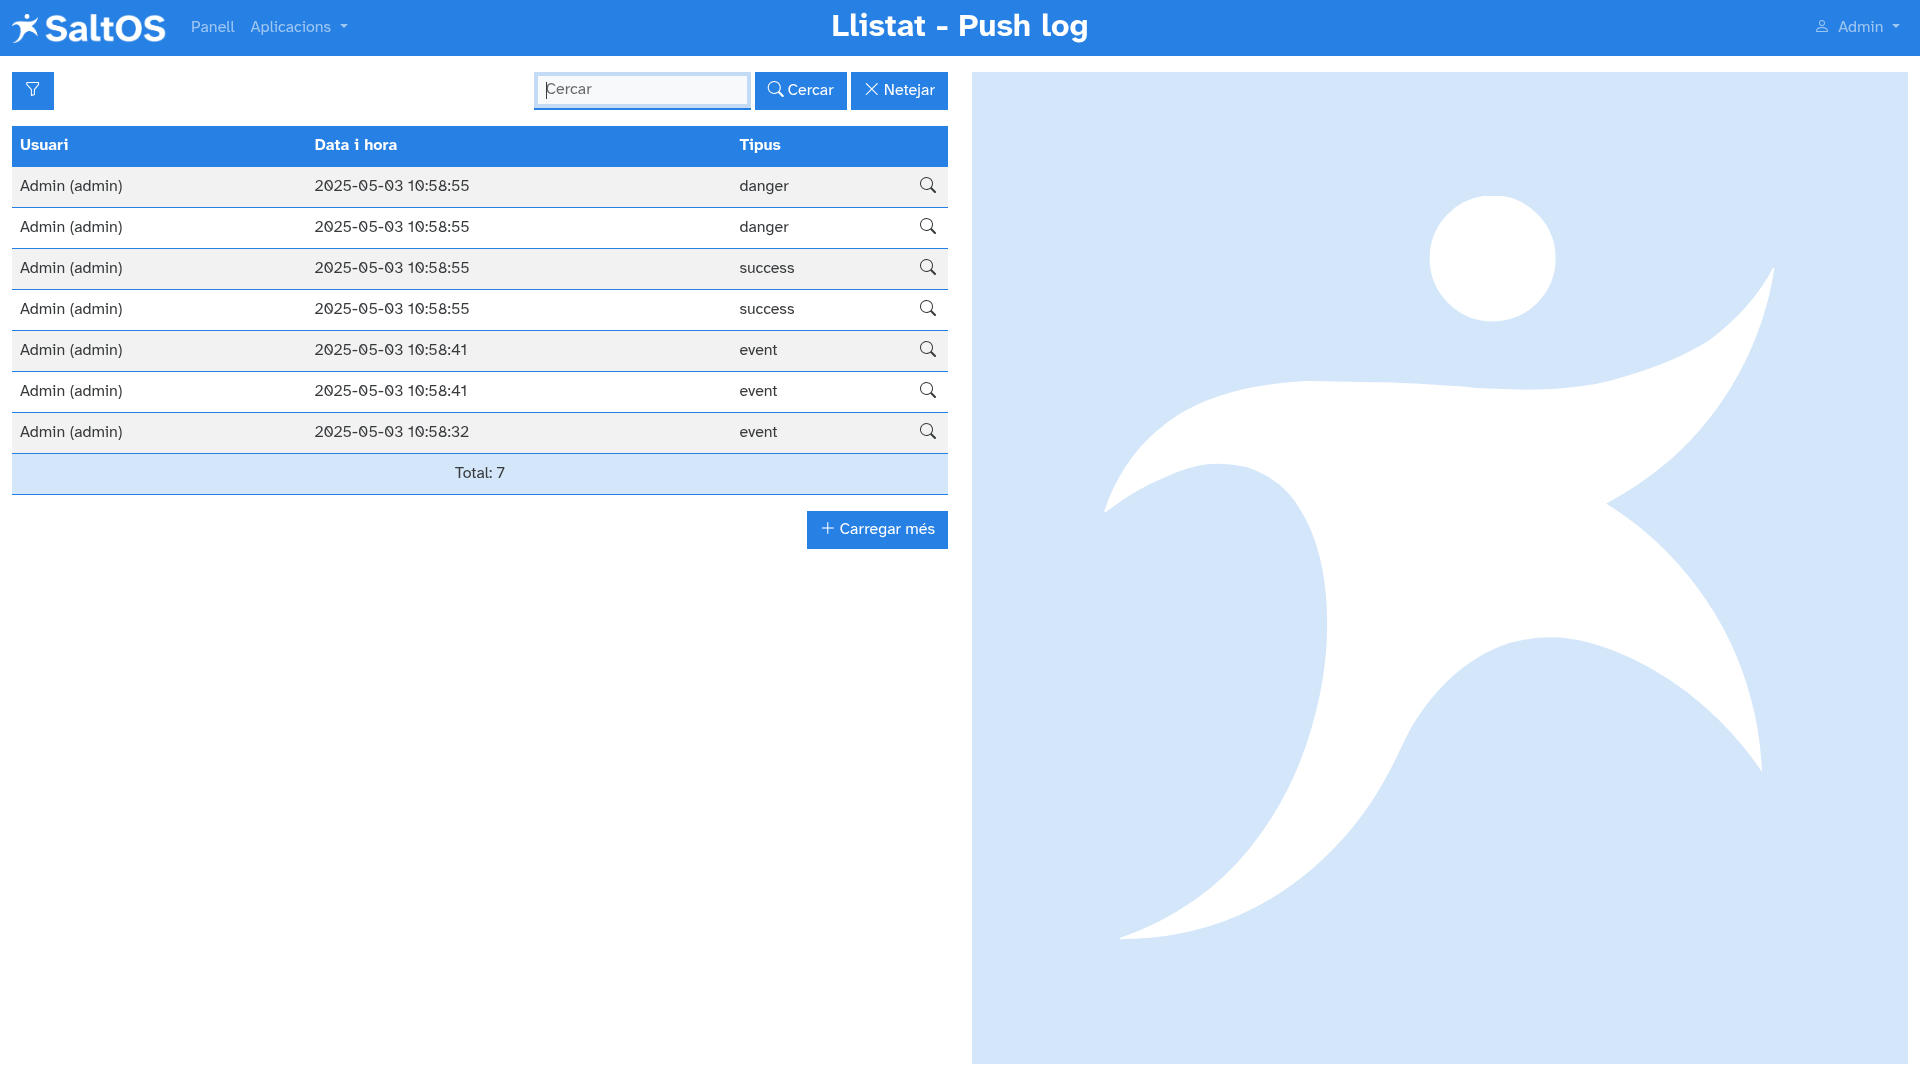 SaltOS Panell Aplicacions Llistat - Push log Admin
Cercar Cercar Netejar
Usuari Data i hora Tipus
Admin (admin) 2025-05-03 10:58:55 danger
Admin (admin) 2025-05-03 10:58:55 danger
Admin (admin) 2025-05-03 10:58:55 success
Admin (admin) 2025-05-03 10:58:55 success
Admin (admin) 2025-05-03 10:58:41 event
Admin (admin) 2025-05-03 10:58:41 event
Admin (admin) 2025-05-03 10:58:32 event
Total: 7
Carregar més